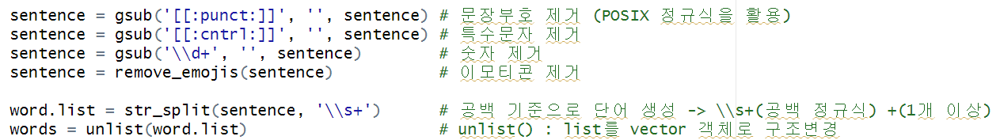 sentence = gsub('[[:punct:]]', '', sentence) # 문장부호 제거 (POSIX 정규식을 활용)
sentence = gsub('[[:cntrl:]]', '', sentence) # 특수문자 제거
sentence = gsub('\\d+', '', sentence)        # 숫자 제거
sentence = remove_emojis(sentence)           # 이모티콘 제거
word.list = str_split(sentence, '\\s+')      # 공백 기준으로 단어 생성 -> \\s+(공백 정규식) +(1개 이상)
words = unlist(word.list)                    # unlist() : list를 vector 객체로 구조변경